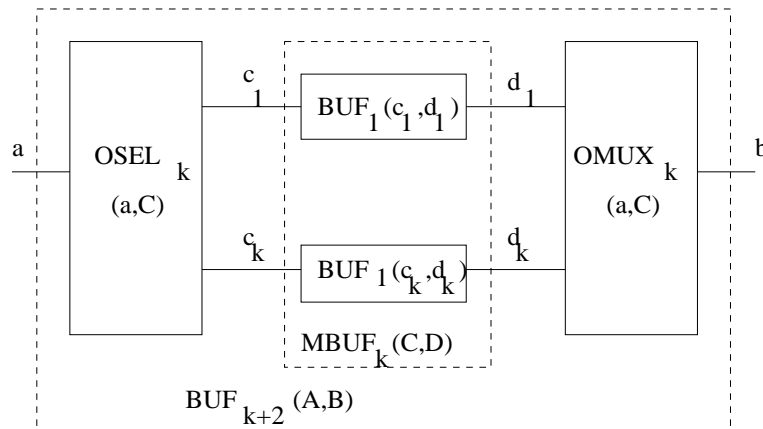 a
OSEL k
(a,C)
c 1
BUF 1 (c 1 ,d 1 )
d 1
c k
BUF 1 (c k ,d k )
d k
MBUF k (C,D)
OMUX k
(a,C)
b
BUF k+2 (A,B)